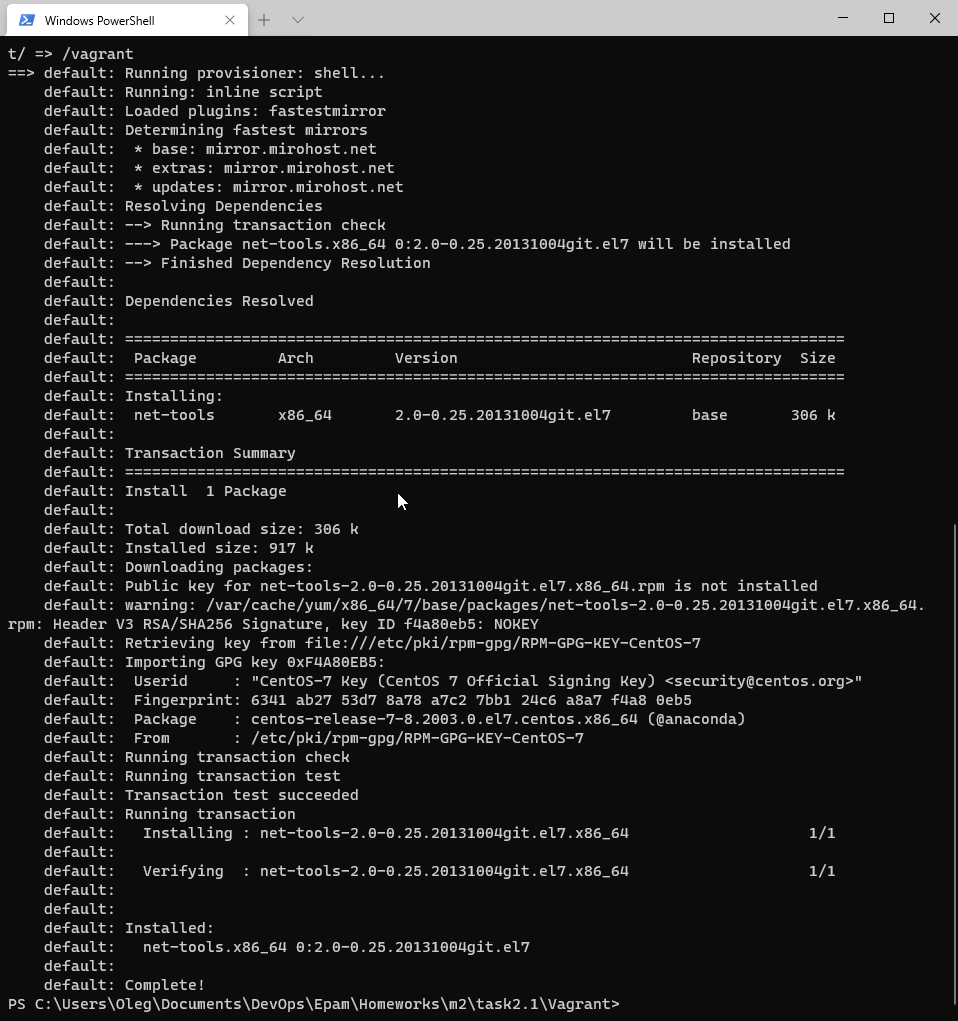 Windows PowerShell
t/ => /vagrant
==> default: Running provisioner: shell...
    default: Running: inline script
    default: Loaded plugins: fastestmirror
    default: Determining fastest mirrors
    default:  * base: mirror.mirohost.net
    default:  * extras: mirror.mirohost.net
    default:  * updates: mirror.mirohost.net
    default: Resolving Dependencies
    default: --> Running transaction check
    default: ---> Package net-tools.x86_64 0:2.0-0.25.20131004git.el7 will be installed
    default: --> Finished Dependency Resolution
    default:
    default: Dependencies Resolved
    default:
    default: ================================================================================
    default:  Package         Arch         Version                          Repository  Size
    default: ================================================================================
    default: Installing:
    default:  net-tools       x86_64       2.0-0.25.20131004git.el7         base       306 k
    default:
    default: Transaction Summary
    default: ================================================================================
    default: Install  1 Package
    default:
    default: Total download size: 306 k
    default: Installed size: 917 k
    default: Downloading packages:
    default: Public key for net-tools-2.0-0.25.20131004git.el7.x86_64.rpm is not installed
    default: warning: /var/cache/yum/x86_64/7/base/packages/net-tools-2.0-0.25.20131004git.el7.x86_64.
rpm: Header V3 RSA/SHA256 Signature, key ID f4a80eb5: NOKEY
    default: Retrieving key from file:///etc/pki/rpm-gpg/RPM-GPG-KEY-CentOS-7
    default: Importing GPG key 0xF4A80EB5:
    default:  Userid     : "CentOS-7 Key (CentOS 7 Official Signing Key) <security@centos.org>"
    default:  Fingerprint: 6341 ab27 53d7 8a78 a7c2 7bb1 24c6 a8a7 f4a8 0eb5
    default:  Package    : centos-release-7-8.2003.0.el7.centos.x86_64 (@anaconda)
    default:  From       : /etc/pki/rpm-gpg/RPM-GPG-KEY-CentOS-7
    default: Running transaction check
    default: Running transaction test
    default: Transaction test succeeded
    default: Running transaction
    default:   Installing : net-tools-2.0-0.25.20131004git.el7.x86_64                    1/1
    default:
    default:   Verifying  : net-tools-2.0-0.25.20131004git.el7.x86_64                    1/1
    default:
    default:
    default: Installed:
    default:   net-tools.x86_64 0:2.0-0.25.20131004git.el7
    default:
    default: Complete!
PS C:\Users\Oleg\Documents\DevOps\Epam\Homeworks\m2\task2.1\Vagrant>